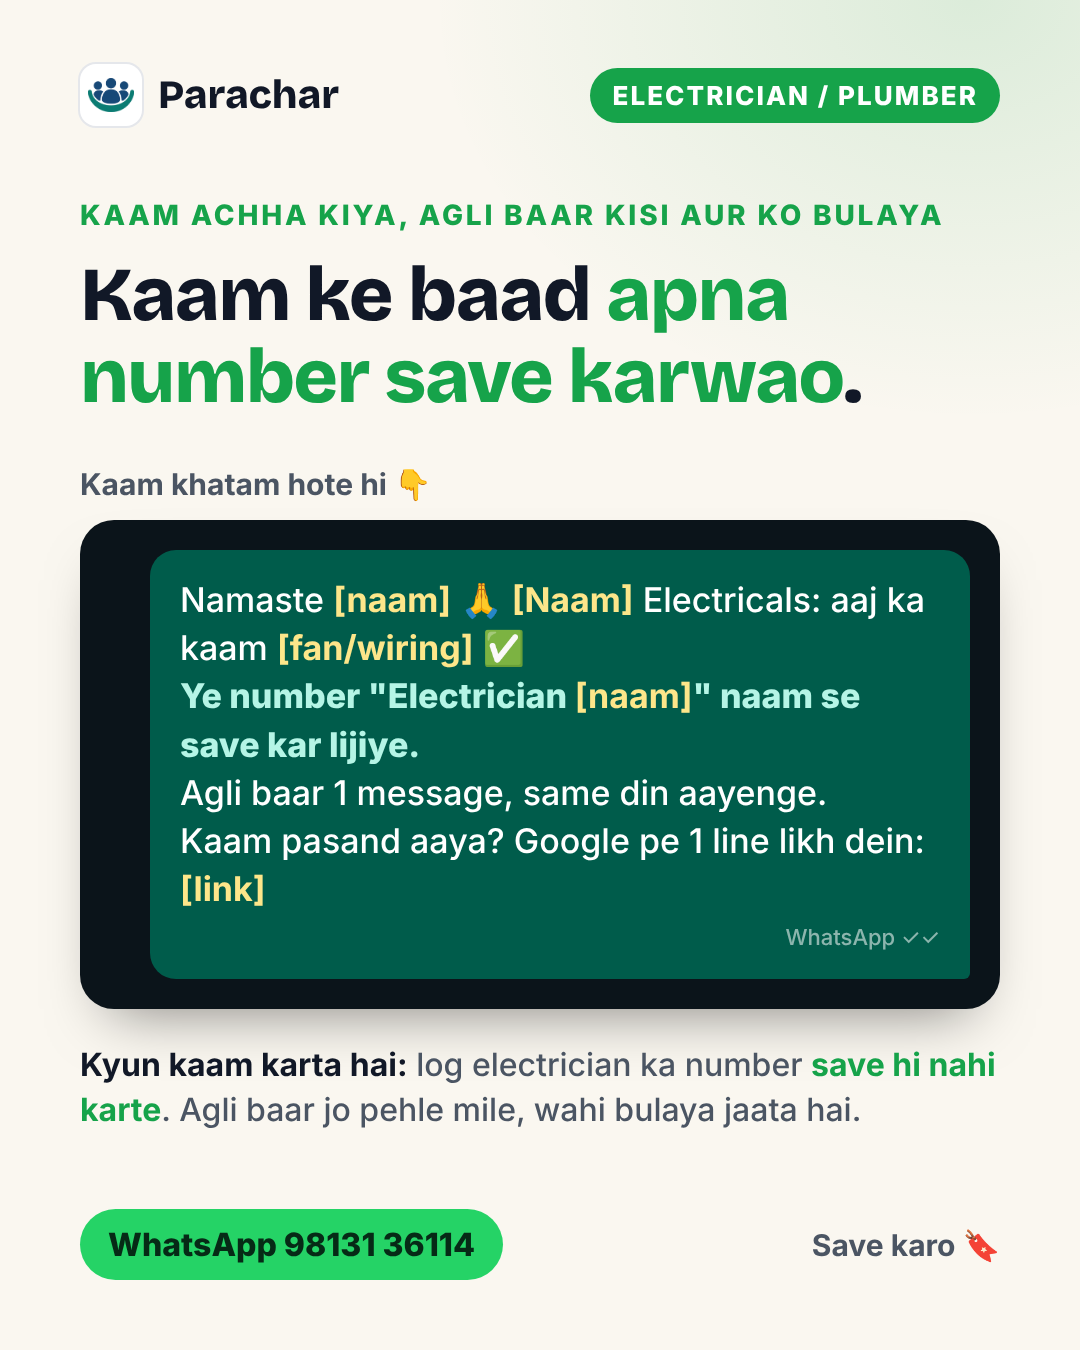 Parachar
ELECTRICIAN / PLUMBER
KAAM ACHHA KIYA, AGLI BAAR KISI AUR KO BULAYA
Kaam ke baad apna
number save karwao.
Kaam khatam hote hi 👇
Namaste [naam] 🙏 [Naam] Electricals: aaj ka
kaam [fan/wiring] ✅
Ye number "Electrician [naam]" naam se
save kar lijiye.
Agli baar 1 message, same din aayenge.
Kaam pasand aaya? Google pe 1 line likh dein:
[link]
WhatsApp ✓✓
Kyun kaam karta hai: log electrician ka number save hi nahi
karte. Agli baar jo pehle mile, wahi bulaya jaata hai.
WhatsApp 98131 36114
Save karo 🔖